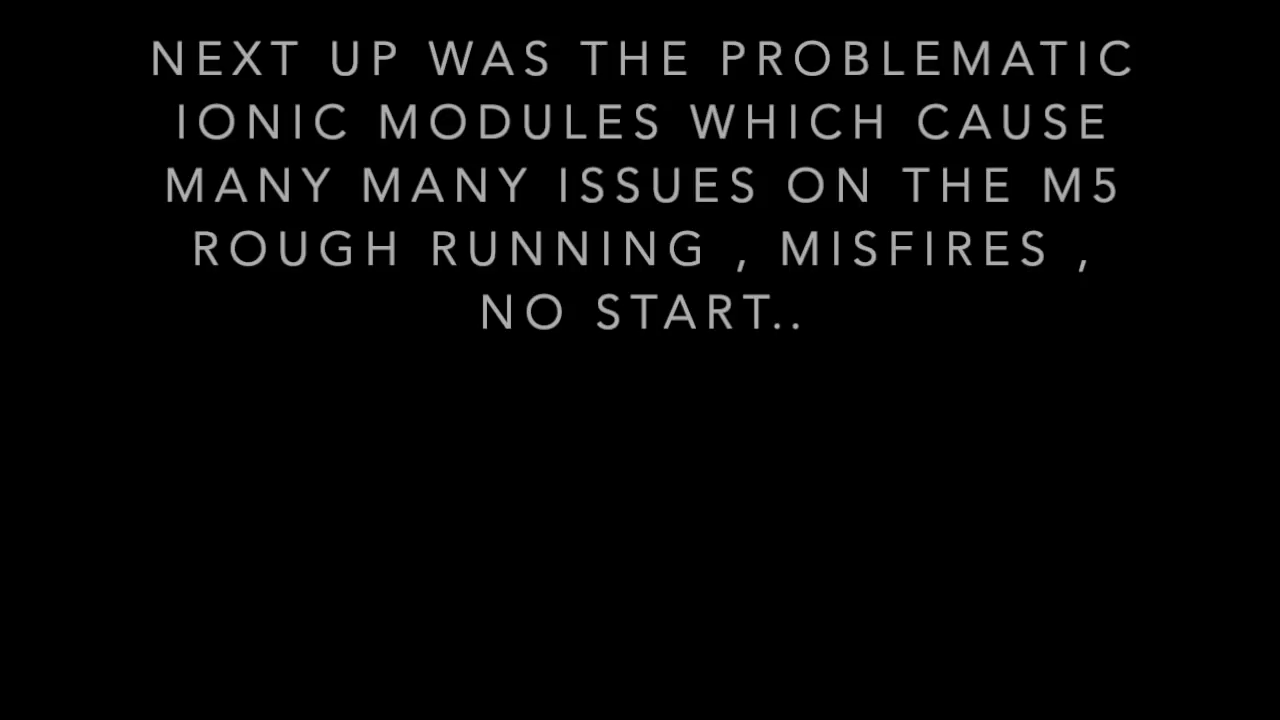 NEXT UP WAS THE PROBLEMATIC
IONIC MODULES WHICH CAUSE
MANY MANY ISSUES ON THE M5
ROUGH RUNNING , MISFIRES ,
NO START..